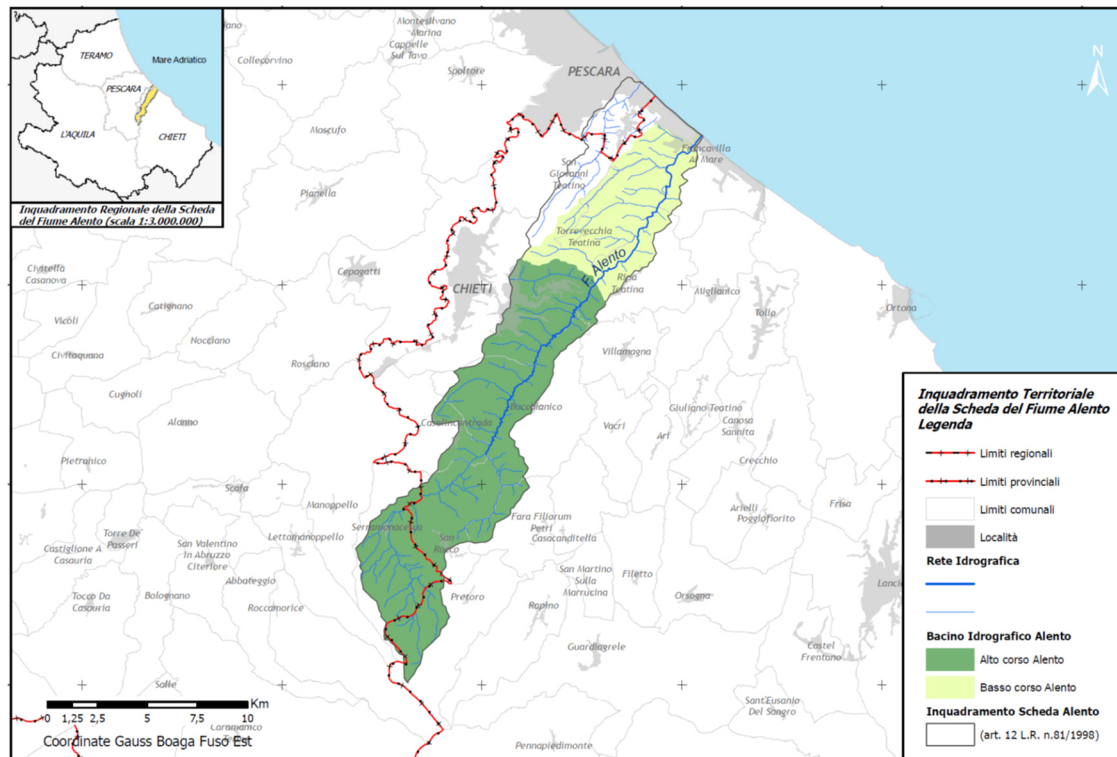 TERAMO
Mare Adriatico
PESCARA
L'AQUILA
CHIETI
Inquadramento Regionale della Scheda
del Fiume Alento (scala 1:3.000.000)
Montesilvano
Marina
Cappelle
Sul Tavo
Collecorvino
Spoltore
PESCARA
N
Moscufo
Francavilla
Al Mare
San
Giovanni
Teatino
Pianella
Torrevecchia
Teatina
F. Alento
Civitella
Casanova
Cepagatti
CHIETI
Ripa
Teatina
Miglianico
Ortona
Catignano
Tollo
Vicoli
Nocciano
Civitaquana
Villamagna
Rosciano
Cugnoli
Bucchianico
Giuliano Teatino
Canosa
Sannita
Alanno
Casalincontrada
Vacri
Ari
Pietranico
Crecchio
Scafa
Manoppello
Arielli
Poggiofiorito
Frisa
Fara Filiorum
Petri
Casacanditella
Serramonacesca
Torre De
Passeri
San Valentino
In Abruzzo
Citeriore
Lettomanoppello
San
Rocco
Castiglione A
Casauria
Abbateggio
San Martino
Sulla
Marrucina
Filetto
Lanciano
Tocco Da
Casauria
Bolognano
Roccamorice
Pretoro
Rapino
Orsogna
Guardiagrele
Castel
Frentano
Salle
Sant'Eusanio
Del Sangro
Caramanico
Pennapiedimonte
0 1,25 2,5 5 7,5 10 Km
Coordinate Gauss Boaga Fuso Est
Inquadramento Territoriale
della Scheda del Fiume Alento
Legenda
Limiti regionali
Limiti provinciali
Limiti comunali
Località
Rete Idrografica
Bacino Idrografico Alento
Alto corso Alento
Basso corso Alento
Inquadramento Scheda Alento
(art. 12 L.R. n.81/1998)